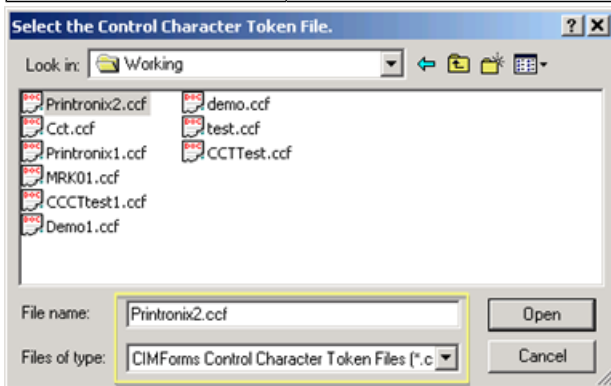 Select the Control Character Token File.
Look in: Working
Printronix2.ccf
Cct.ccf
Printronix1.ccf
MRK01.ccf
CCCTtest1.ccf
Demo1.ccf
demo.ccf
test.ccf
CCTTest.ccf
File name: Printronix2.ccf Open
Files of type: CIMForms Control Character Token Files (*.c Cancel